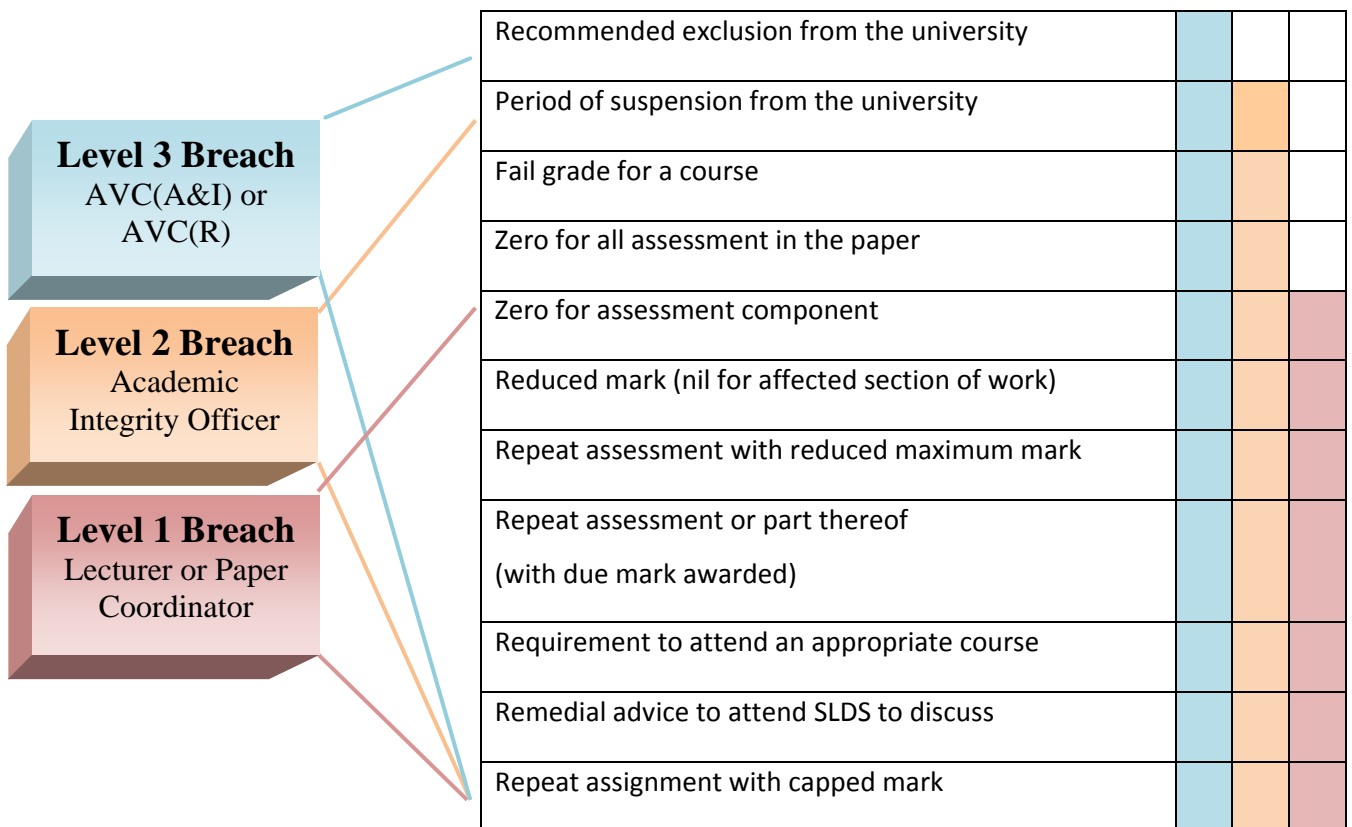 Level 3 Breach
AVC(A&I) or
AVC(R)
Level 2 Breach
Academic
Integrity Officer
Level 1 Breach
Lecturer or Paper
Coordinator
Recommended exclusion from the university
Period of suspension from the university
Fail grade for a course
Zero for all assessment in the paper
Zero for assessment component
Reduced mark (nil for affected section of work)
Repeat assessment with reduced maximum mark
Repeat assessment or part thereof
(with due mark awarded)
Requirement to attend an appropriate course
Remedial advice to attend SLDS to discuss
Repeat assignment with capped mark